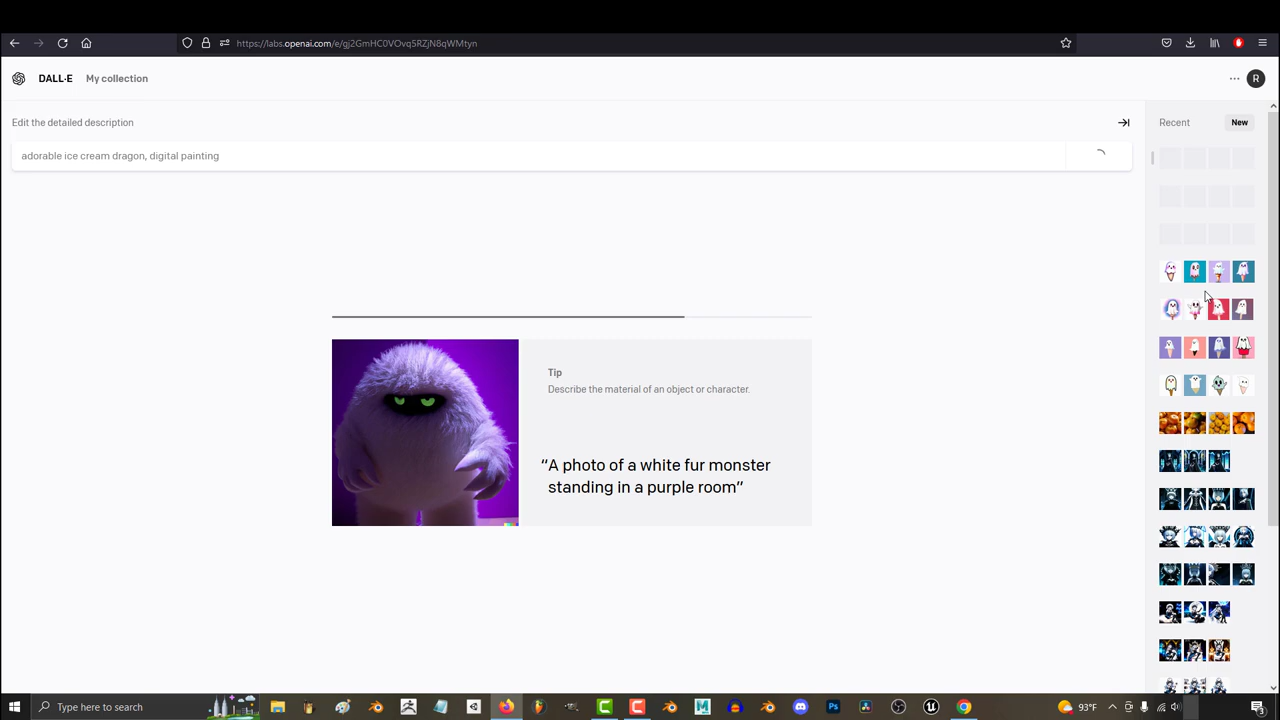 https://labs.openai.com/e/gj2GmHC0VOvq5RZjN8qWMtyn
DALL·E
My collection
R
Edit the detailed description
Recent
New
adorable ice cream dragon, digital painting
Tip
Describe the material of an object or character.
“A photo of a white fur monster
standing in a purple room”
Type here to search
93°F